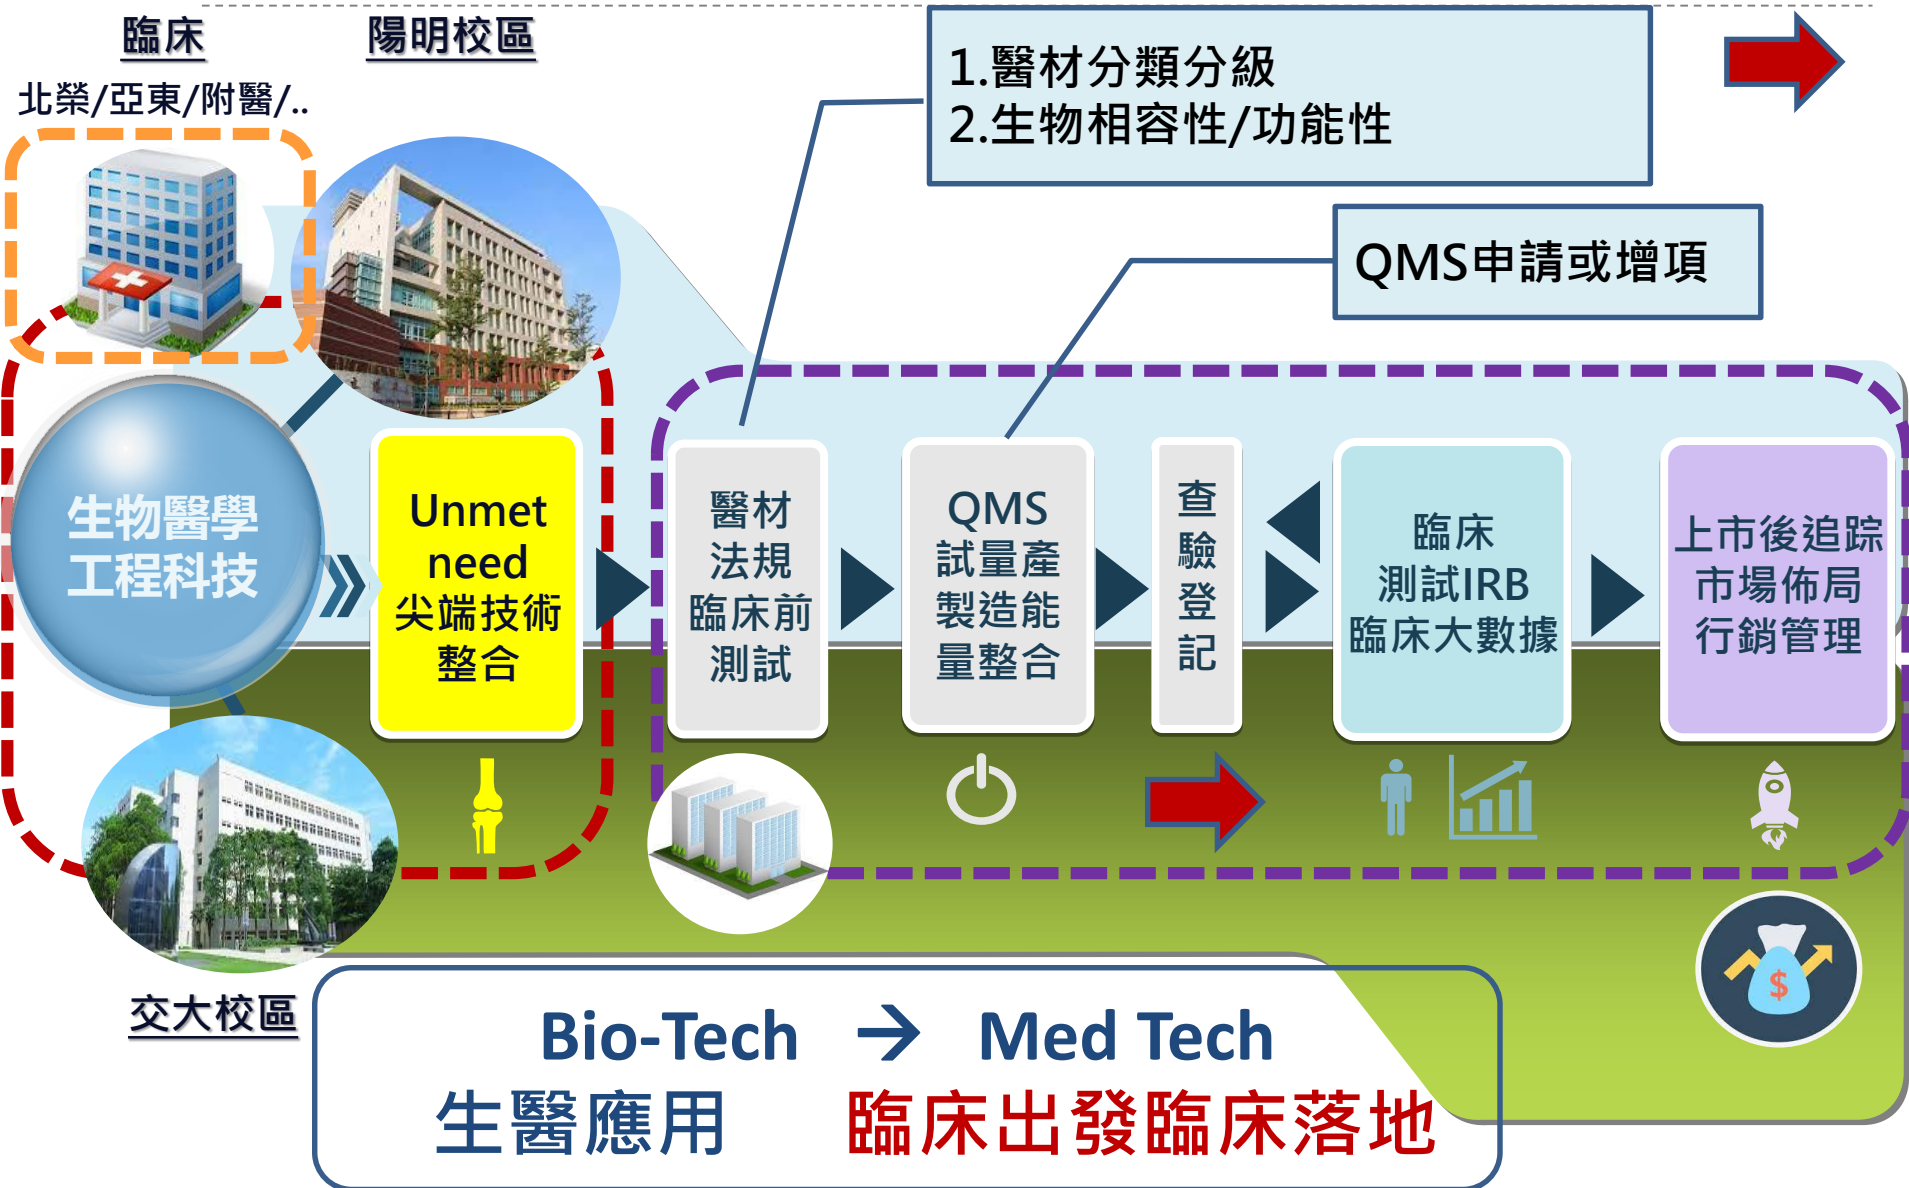 臨床
北榮/亞東/附醫/..
陽明校區
1.醫材分類分級
2.生物相容性/功能性
QMS申請或增項
生物醫學
工程科技
Unmet
need
尖端技術
整合
醫材
法規
臨床前
測試
QMS
試量產
製造能
量整合
查
驗
登
記
臨床
測試IRB
臨床大數據
上市後追踪
市場佈局
行銷管理
$
交大校區
Bio-Tech → Med Tech
生醫應用 臨床出發臨床落地